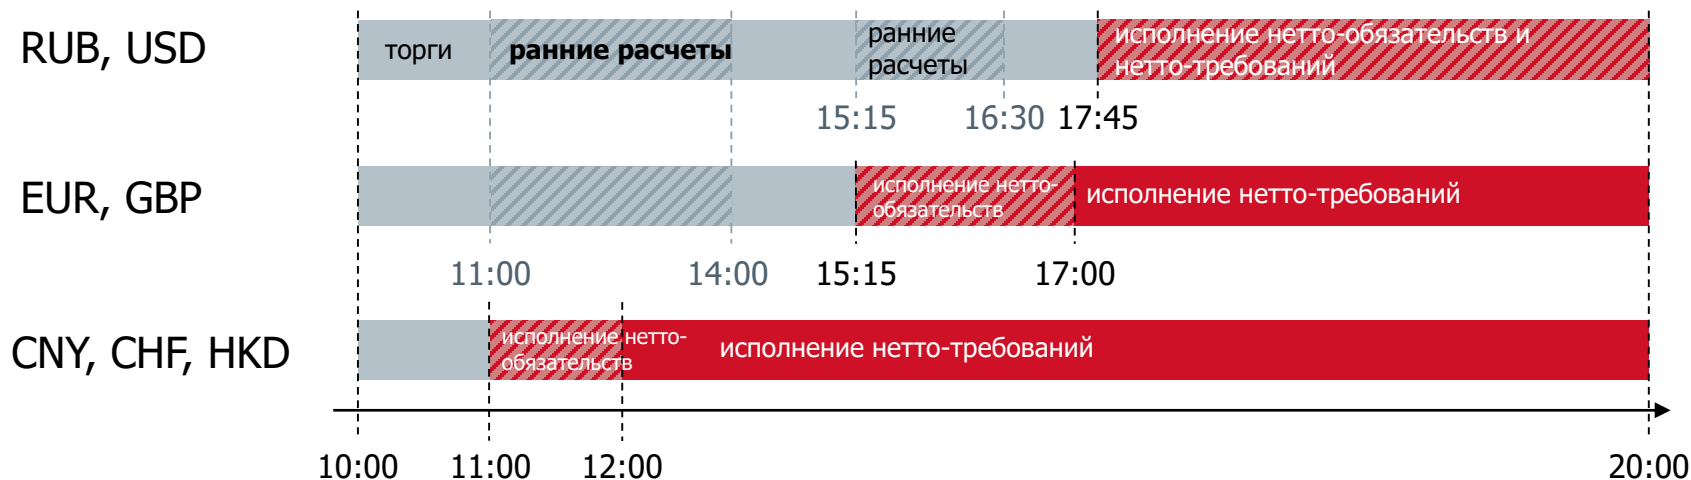 RUB, USD
торги
ранние расчеты
ранние
расчеты
исполнение нетто-обязательств и
нетто-требований
15:15
16:30
17:45
EUR, GBP
исполнение нетто-
обязательств
исполнение нетто-требований
11:00
14:00
15:15
17:00
CNY, CHF, HKD
исполнение нетто-
обязательств
исполнение нетто-требований
10:00
11:00
12:00
20:00